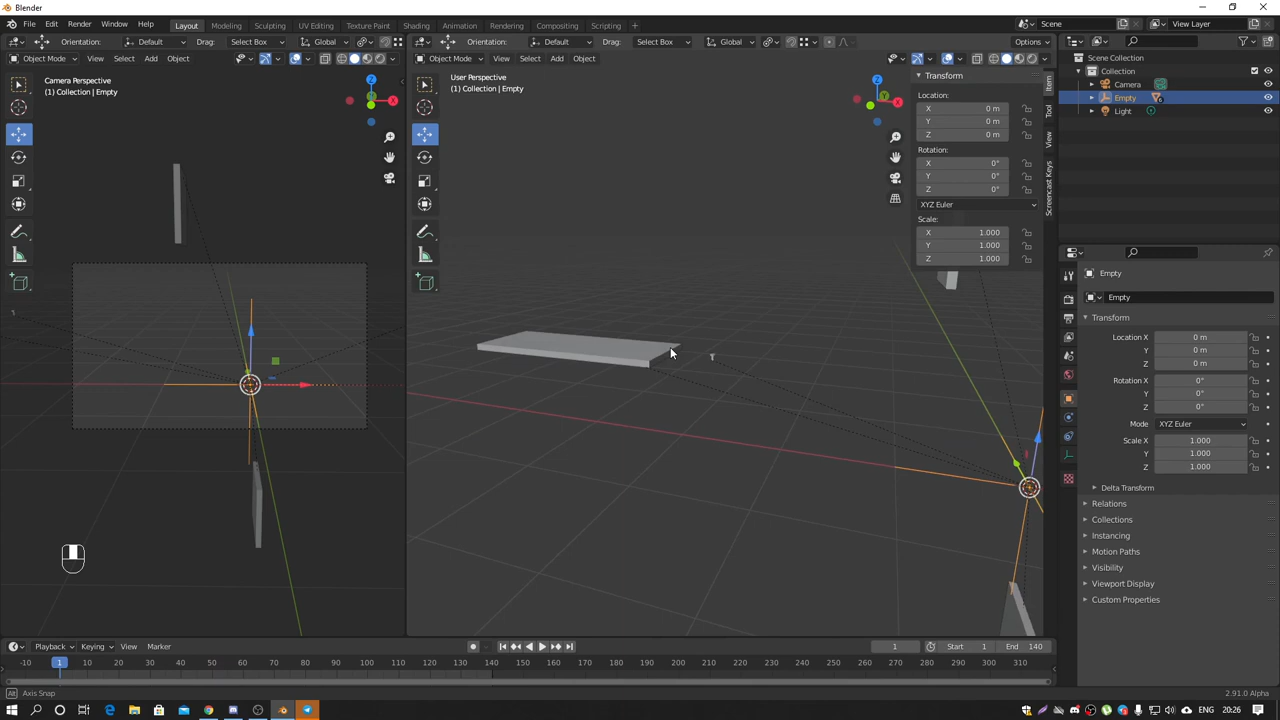 Blender
File Edit Render Window Help Layout Modeling Sculpting UV Editing Texture Paint Shading Animation Rendering Compositing Scripting + Scene View Layer
Orientation: Default Drag: Select Box Global
Orientation: Default Drag: Select Box Global Options
Object Mode View Select Add Object
Object Mode View Select Add Object
Camera Perspective
(1) Collection | Empty
User Perspective
(1) Collection | Empty
X
Z
X
Y
Z
Transform
Location:
X 0 m
Y 0 m
Z 0 m
Rotation:
X 0°
Y 0°
Z 0°
XYZ Euler
Scale:
X 1.000
Y 1.000
Z 1.000
Item
Tool
View
Screencast Keys
Scene Collection
Collection
Camera
Empty
Light
Empty
Empty
Transform
Location X 0 m
Y 0 m
Z 0 m
Rotation X 0°
Y 0°
Z 0°
Mode XYZ Euler
Scale X 1.000
Y 1.000
Z 1.000
Delta Transform
Relations
Collections
Instancing
Motion Paths
Visibility
Viewport Display
Custom Properties
Playback Keying View Marker 1 Start 1 End 140
-10 1 10 20 30 40 50 60 70 80 90 100 110 120 130 140 150 160 170 180 190 200 210 220 230 240 250 260 270 280 290 300 310
Alt Axis Snap 2.91.0 Alpha
ENG 20:26